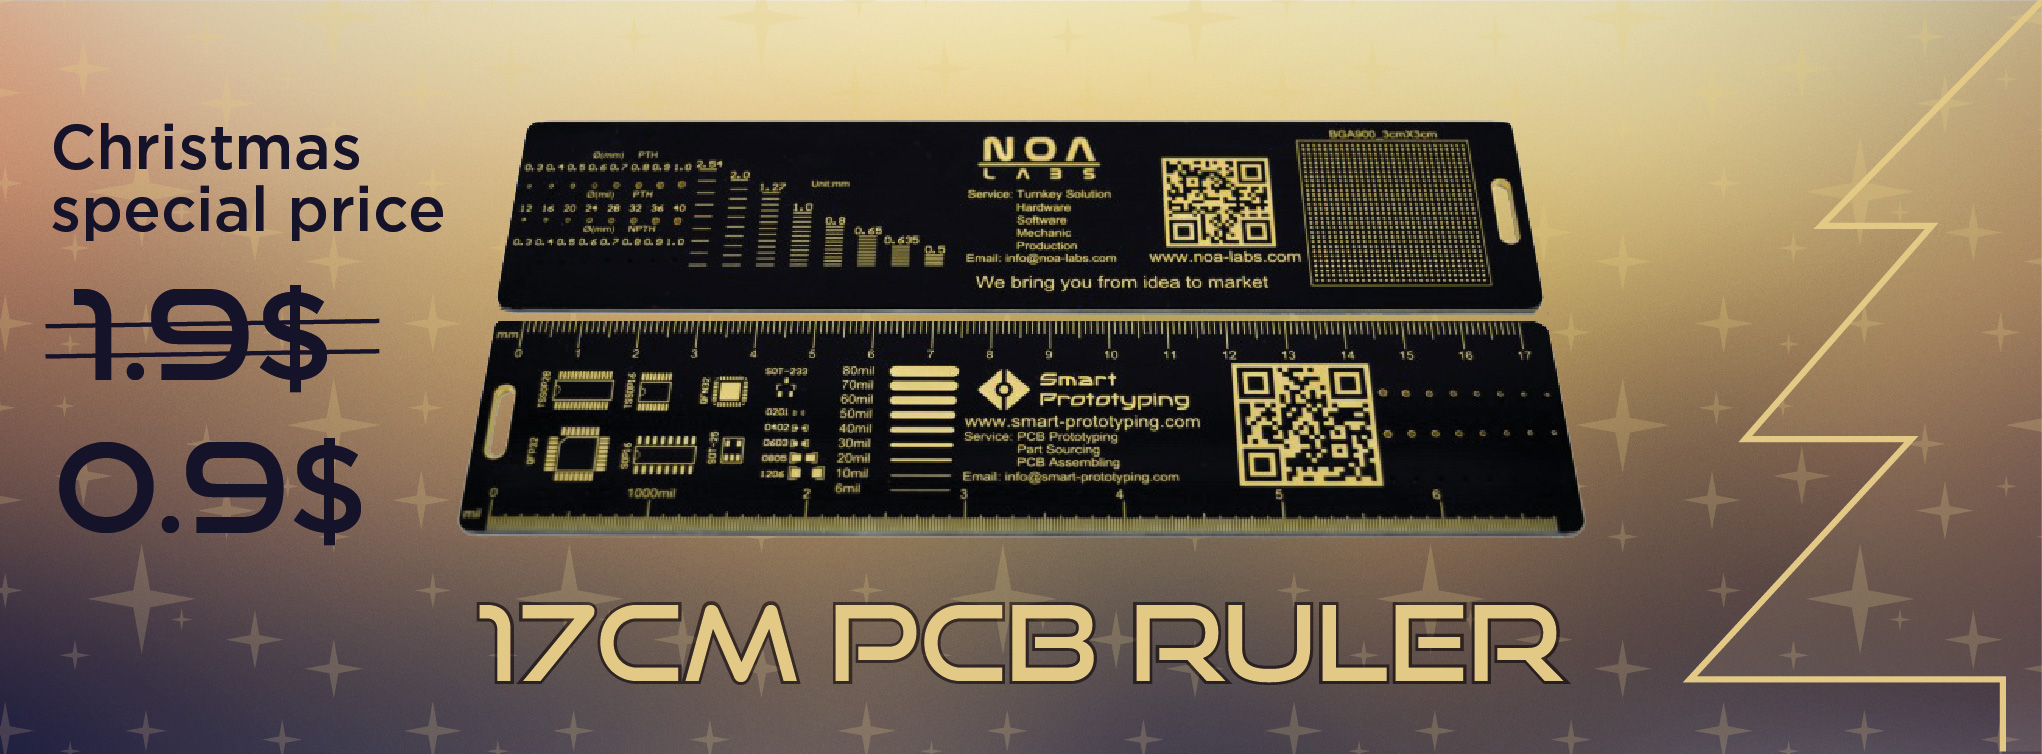 Christmas
special price
1.9$
0.9$
Ø(mm) PTH
0.3 0.4 0.5 0.6 0.7 0.8 0.9 1.0
Ø(mil) PTH
12 16 20 24 28 32 36 40
Ø(mm) NPTH
0.3 0.4 0.5 0.6 0.7 0.8 0.9 1.0
2.54
2.0
1.27
1.0
0.8
0.65
0.635
0.5
Unit:mm
NOA
LABS
Service: Turnkey Solution
Hardware
Software
Mechanic
Production
Email: info@noa-labs.com
www.noa-labs.com
We bring you from idea to market
BGA900_3cmX3cm
mm
0 1 2 3 4 5 6 7 8 9 10 11 12 13 14 15 16 17
TSSOP28
TSSOP16
QFN32
SOT-233
QFP32
SOP16
SOT-25
0201
0402
0603
0805
1206
80mil
70mil
60mil
50mil
40mil
30mil
20mil
10mil
6mil
Smart
Prototyping
www.smart-prototyping.com
Service: PCB Prototyping
Part Sourcing
PCB Assembling
Email: info@smart-prototyping.com
0 1000mil 2 3 4 5 6
mil
17CM PCB RULER